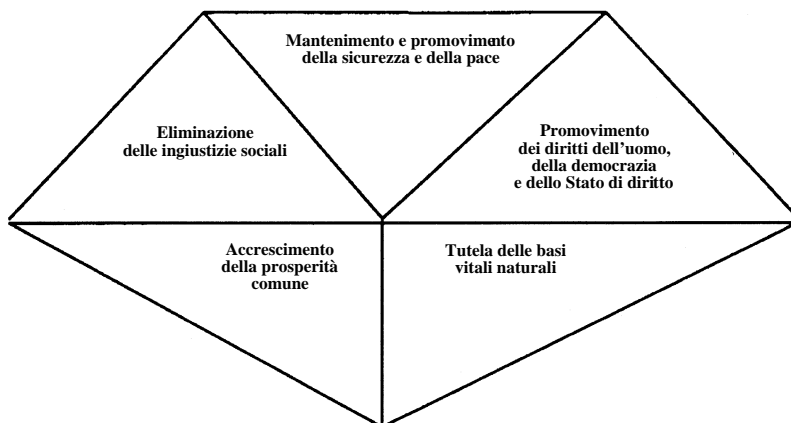 Mantenimento e promovimento
della sicurezza e della pace
Eliminazione
delle ingiustizie sociali
Promovimento
dei diritti dell'uomo,
della democrazia
e dello Stato di diritto
Accrescimento
della prosperità
comune
Tutela delle basi
vitali naturali